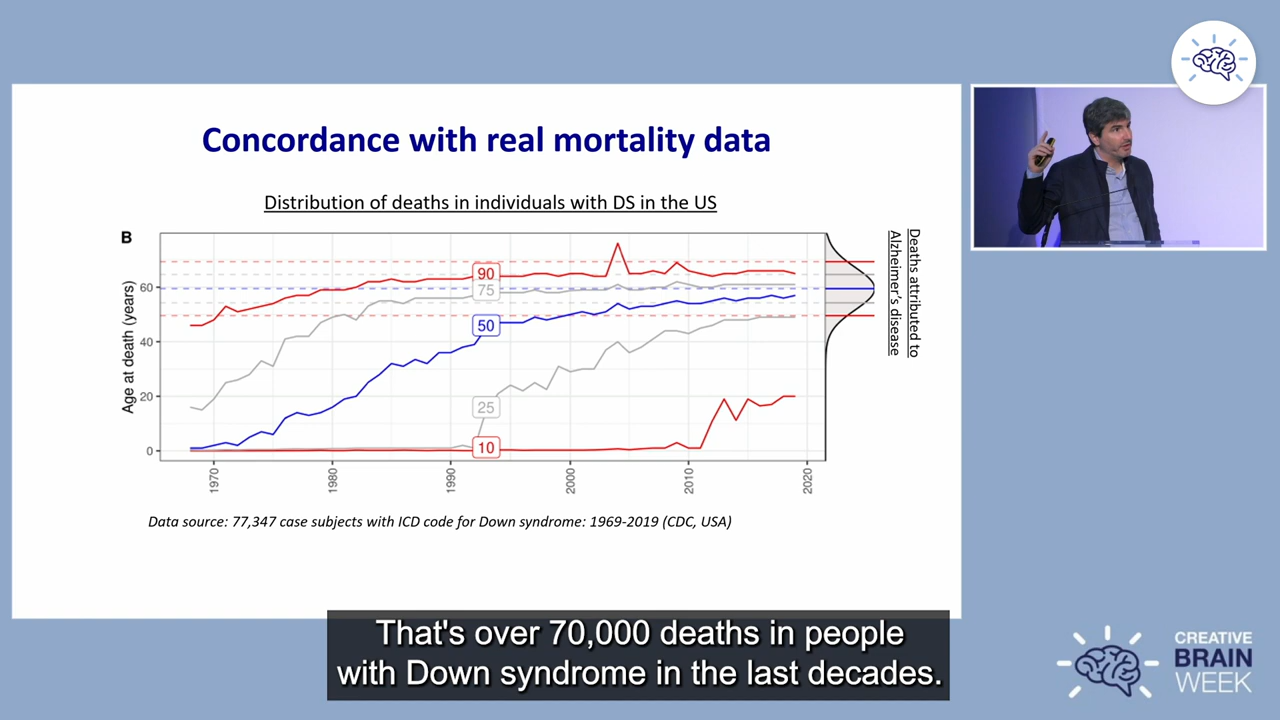 Concordance with real mortality data
Distribution of deaths in individuals with DS in the US
B
Age at death (years)
60
40
20
0
90
75
50
25
10
1970
1980
1990
2000
2010
2020
Deaths attributed to
Alzheimer's disease
Data source: 77,347 case subjects with ICD code for Down syndrome: 1969-2019 (CDC, USA)
That's over 70,000 deaths in people
with Down syndrome in the last decades.
CREATIVE
BRAIN
WEEK